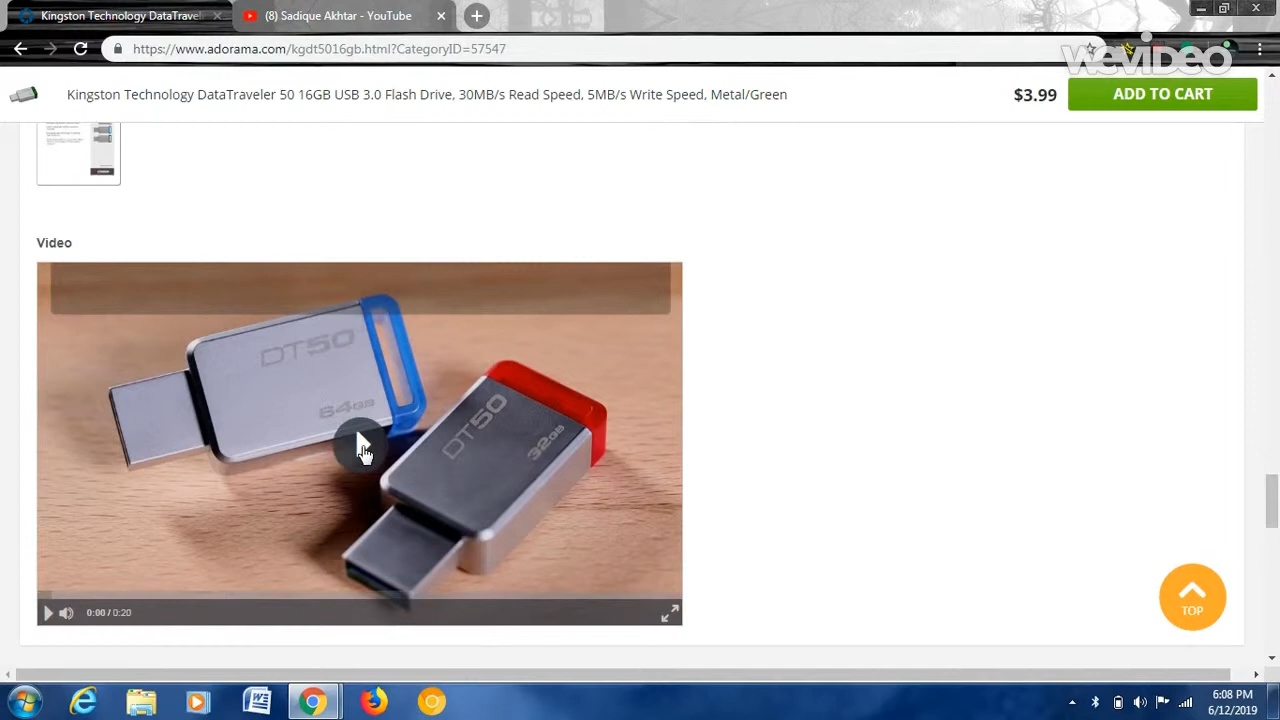 Kingston Technology DataTravel
(8) Sadique Akhtar - YouTube
https://www.adorama.com/kgdt5016gb.html?CategoryID=57547
WeVideo
Kingston Technology DataTraveler 50 16GB USB 3.0 Flash Drive, 30MB/s Read Speed, 5MB/s Write Speed, Metal/Green
$3.99
ADD TO CART
Video
DT50
64GB
DT50
32GB
0:00 / 0:20
TOP
6:08 PM
6/12/2019